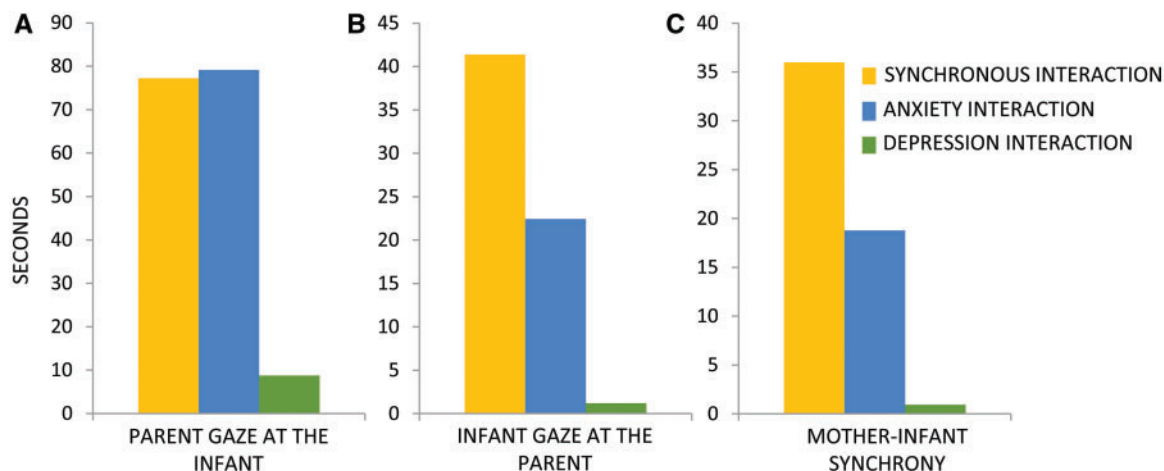 A
90
80
70
60
50
40
30
20
10
0
SECONDS
PARENT GAZE AT THE
INFANT
B
45
40
35
30
25
20
15
10
5
0
INFANT GAZE AT THE
PARENT
C
40
35
30
25
20
15
10
5
0
MOTHER-INFANT
SYNCHRONY
SYNCHRONOUS INTERACTION
ANXIETY INTERACTION
DEPRESSION INTERACTION